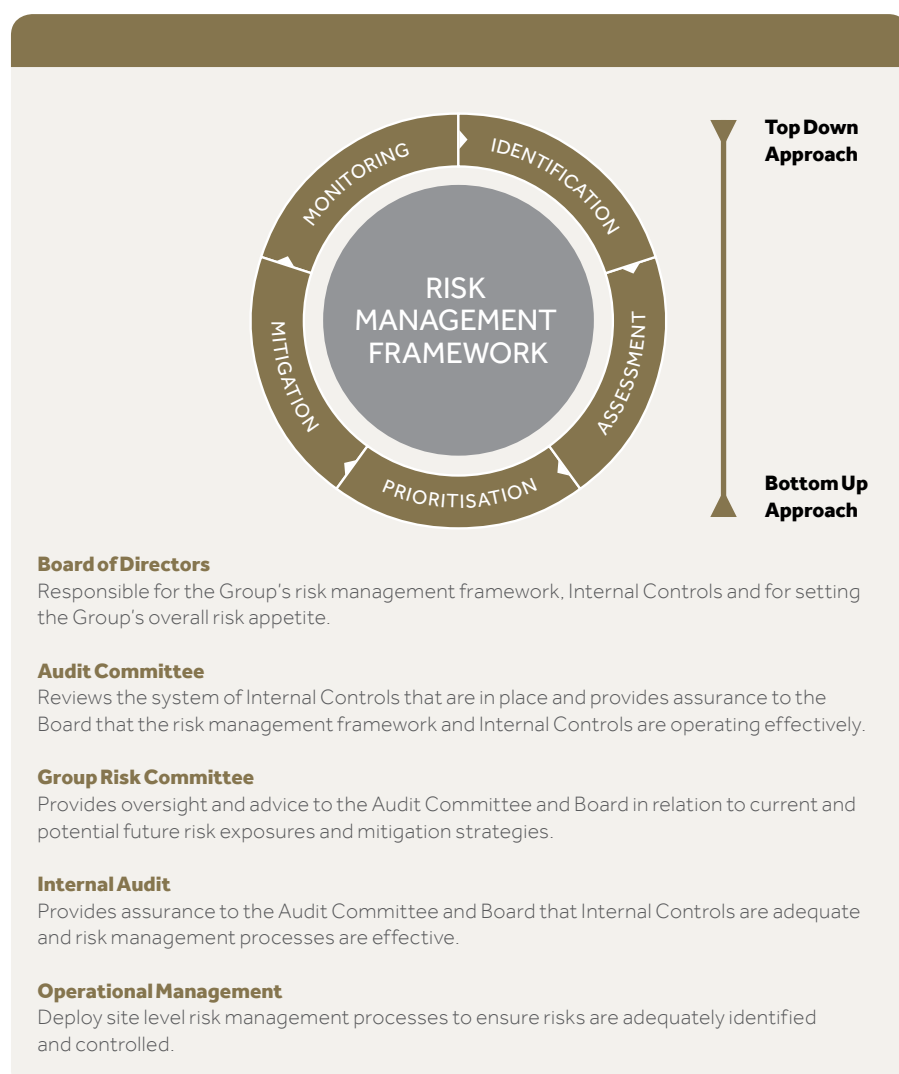 MONITORING
IDENTIFICATION
ASSESSMENT
PRIORITISATION
MITIGATION
RISK
MANAGEMENT
FRAMEWORK
Top Down
Approach
Bottom Up
Approach
Board of Directors
Responsible for the Group’s risk management framework, Internal Controls and for setting
the Group’s overall risk appetite.
Audit Committee
Reviews the system of Internal Controls that are in place and provides assurance to the
Board that the risk management framework and Internal Controls are operating effectively.
Group Risk Committee
Provides oversight and advice to the Audit Committee and Board in relation to current and
potential future risk exposures and mitigation strategies.
Internal Audit
Provides assurance to the Audit Committee and Board that Internal Controls are adequate
and risk management processes are effective.
Operational Management
Deploy site level risk management processes to ensure risks are adequately identified
and controlled.